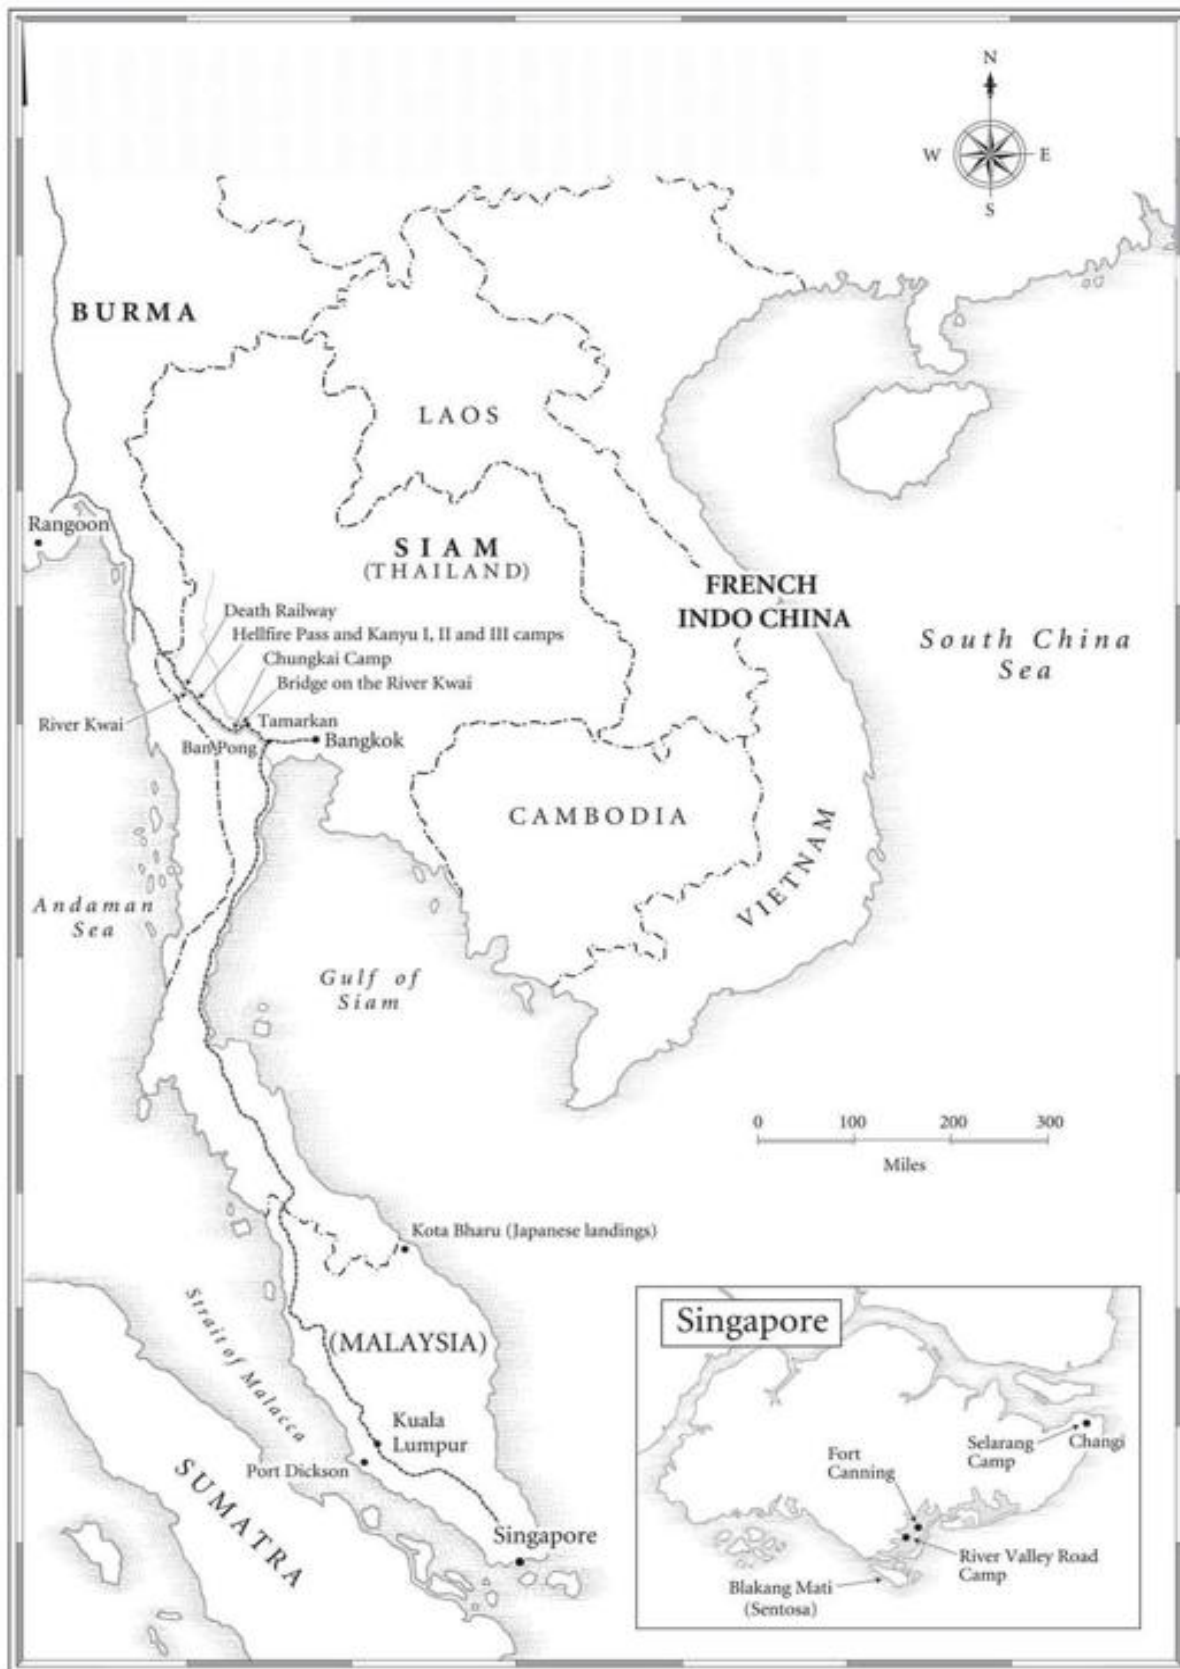 N
W
E
S
BURMA
LAOS
Rangoon
SIAM
(THAILAND)
FRENCH
INDO CHINA
South China
Sea
Death Railway
Hellfire Pass and Kanyu I, II and III camps
Chungkai Camp
Bridge on the River Kwai
River Kwai
Tamarkan
Ban Pong
Bangkok
CAMBODIA
VIETNAM
Andaman
Sea
Gulf of
Siam
0 100 200 300
Miles
Kota Bharu (Japanese landings)
Strait of Malacca
(MALAYSIA)
Kuala
Lumpur
Port Dickson
SUMATRA
Singapore
Singapore
Fort
Canning
Selarang
Camp
Changi
River Valley Road
Camp
Blakang Mati
(Sentosa)